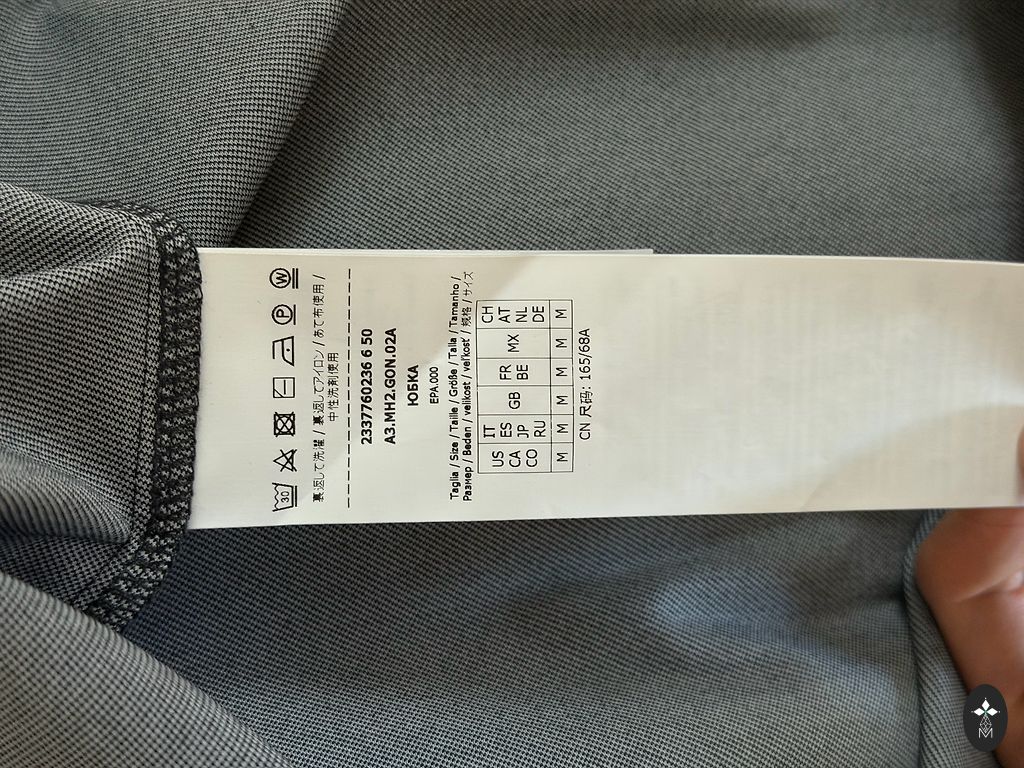 裏返して洗濯 / 裏返してアイロン / あて布使用 /
中性洗剤使用
2337760236 6 50
A3.MH2.G0N.02A
ЮБКА
EPA.000
Taglia / Size / Taille / Größe / Talla / Tamanho /
Размер / Beden / velikost / veľkosť / 规格 / サイズ
US IT GB FR MX CH
CA ES BE AT
CO JP NL
RU DE
M M M M M M
CN 尺码: 165/68A
30
P
W
M